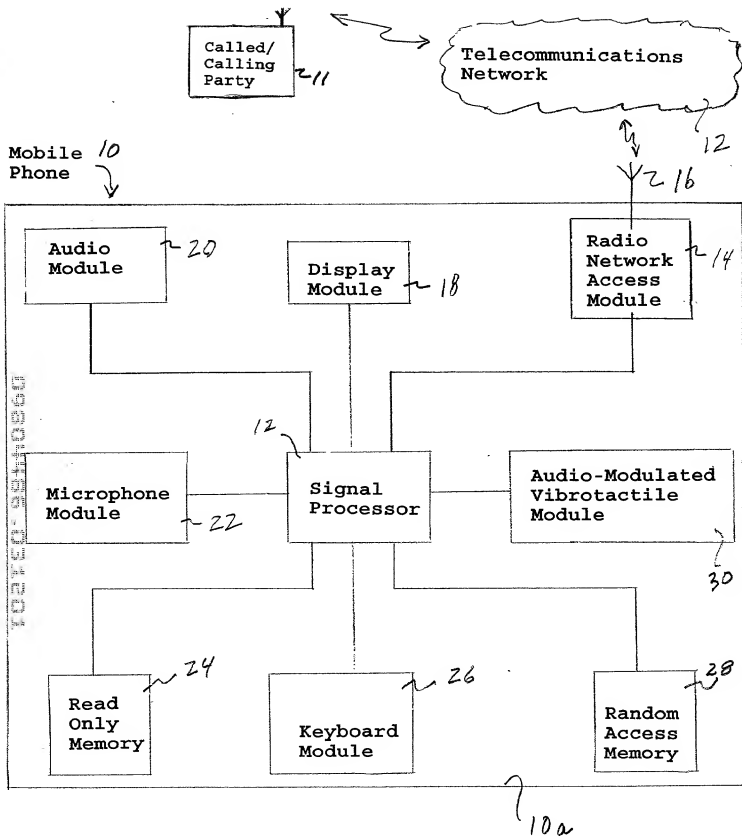 Called/
Calling
Party
11
Telecommunications
Network
12
Mobile 10
Phone
16
Audio
Module
20
Display
Module
18
Radio
Network
Access
Module
14
12
Signal
Processor
Microphone
Module
22
Audio-Modulated
Vibrotactile
Module
30
24
Read
Only
Memory
26
Keyboard
Module
28
Random
Access
Memory
10a